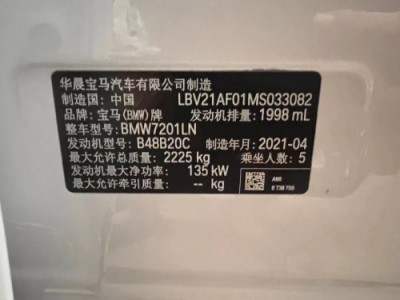 华晨宝马汽车有限公司制造
制造国：中国 LBV21AF01MS033082
品牌：宝马(BMW)牌 发动机排量：1998 mL
整车型号：BMW7201LN
发动机型号：B48B20C 制造年月：2021-04
最大允许总质量：2225 kg 乘坐人数：5
发动机最大净功率：135 kW
最大允许牵引质量：-- kg